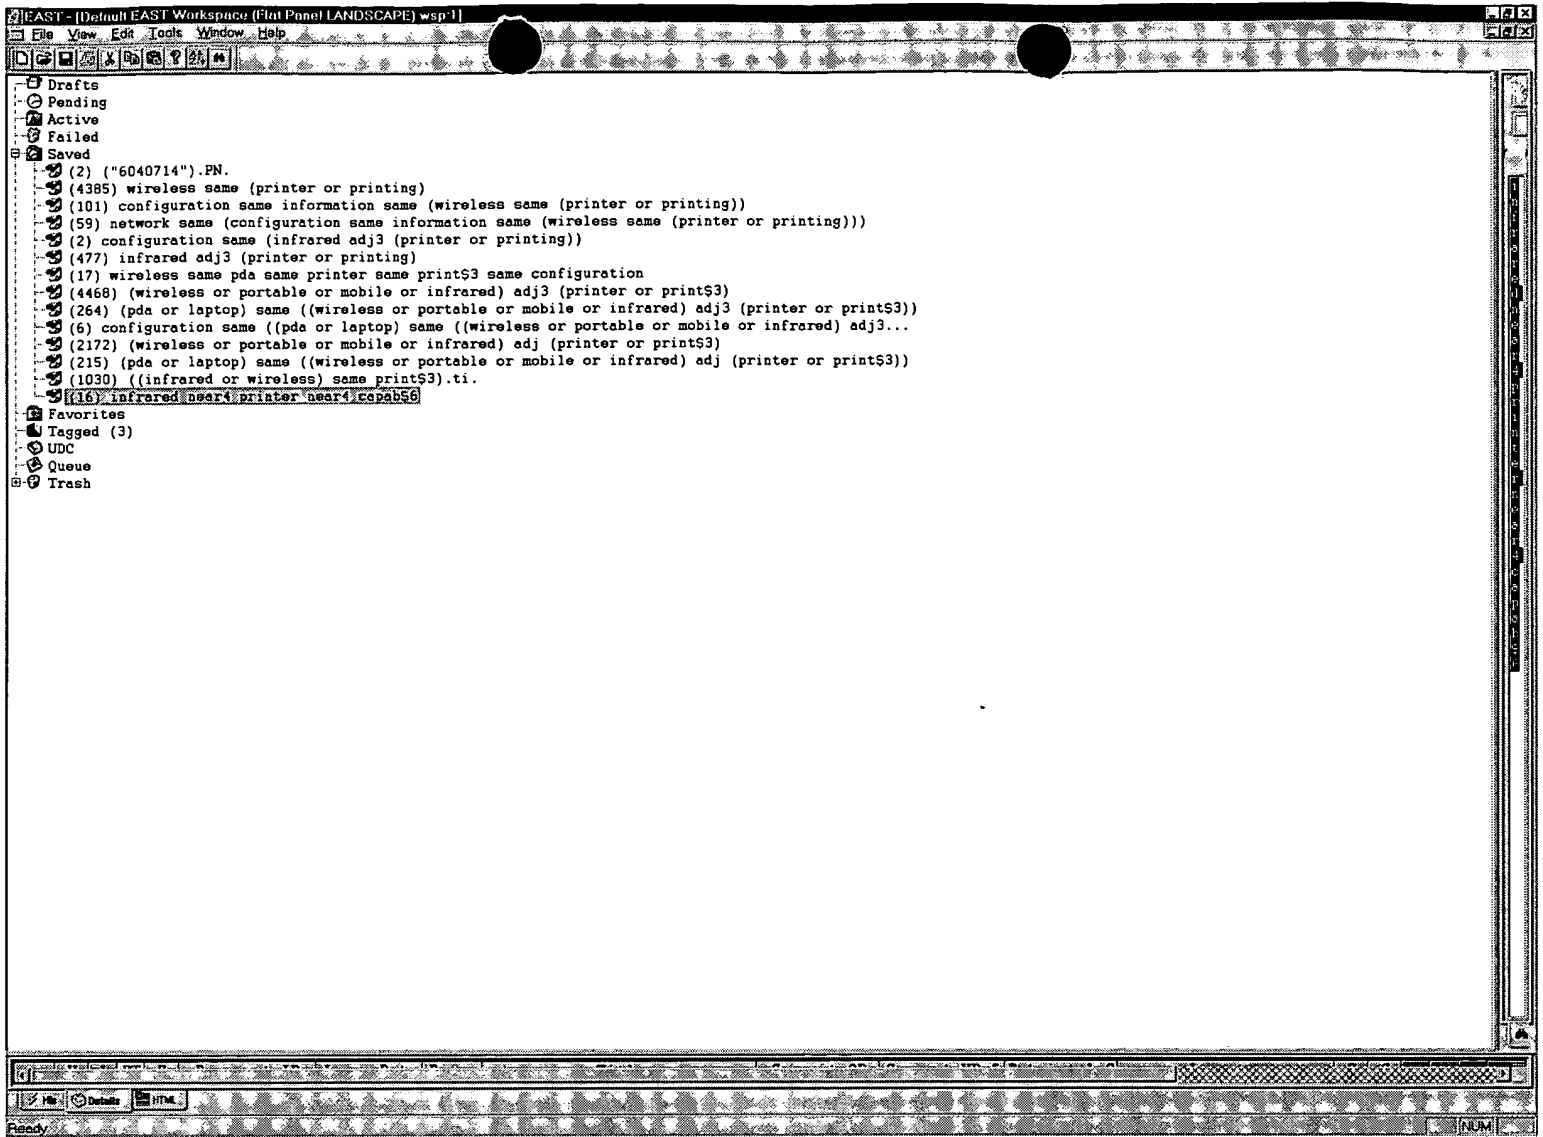 EAST - [Default EAST Workspace (Flat Panel LANDSCAPE) wsp:1]
File View Edit Tools Window Help
Drafts
Pending
Active
Failed
Saved
(2) ("6040714").PN.
(4385) wireless same (printer or printing)
(101) configuration same information same (wireless same (printer or printing))
(59) network same (configuration same information same (wireless same (printer or printing)))
(2) configuration same (infrared adj3 (printer or printing))
(477) infrared adj3 (printer or printing)
(17) wireless same pda same printer same print$3 same configuration
(4468) (wireless or portable or mobile or infrared) adj3 (printer or print$3)
(264) (pda or laptop) same ((wireless or portable or mobile or infrared) adj3 (printer or print$3))
(6) configuration same ((pda or laptop) same ((wireless or portable or mobile or infrared) adj3...
(2172) (wireless or portable or mobile or infrared) adj (printer or print$3)
(215) (pda or laptop) same ((wireless or portable or mobile or infrared) adj (printer or print$3))
(1030) ((infrared or wireless) same print$3).ti.
(16) infrared near4 printer near4 capab$6
Favorites
Tagged (3)
UDC
Queue
Trash
Details HTML
Ready NUM